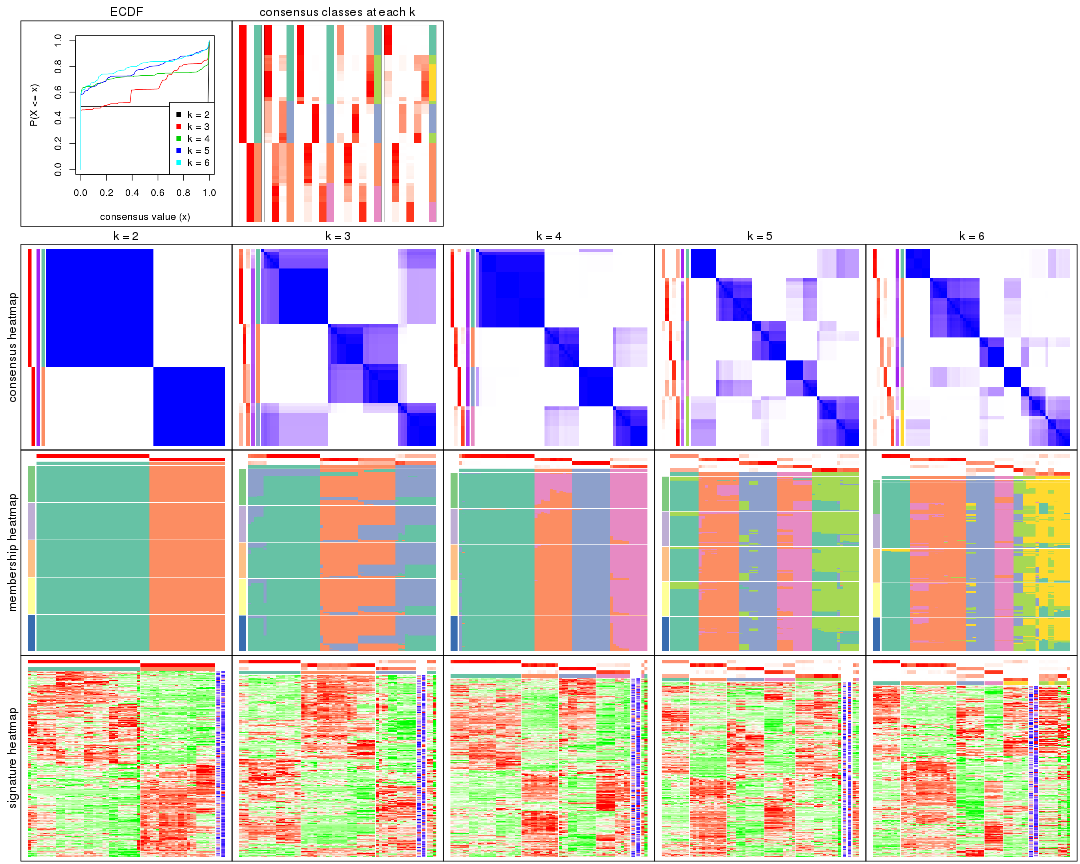 ECDF
consensus classes at each k
P(X <= x)
1.0
0.8
0.6
0.4
0.2
0.0
k = 2
k = 3
k = 4
k = 5
k = 6
0.0 0.2 0.4 0.6 0.8 1.0
consensus value (x)
k = 2
k = 3
k = 4
k = 5
k = 6
consensus heatmap
membership heatmap
signature heatmap